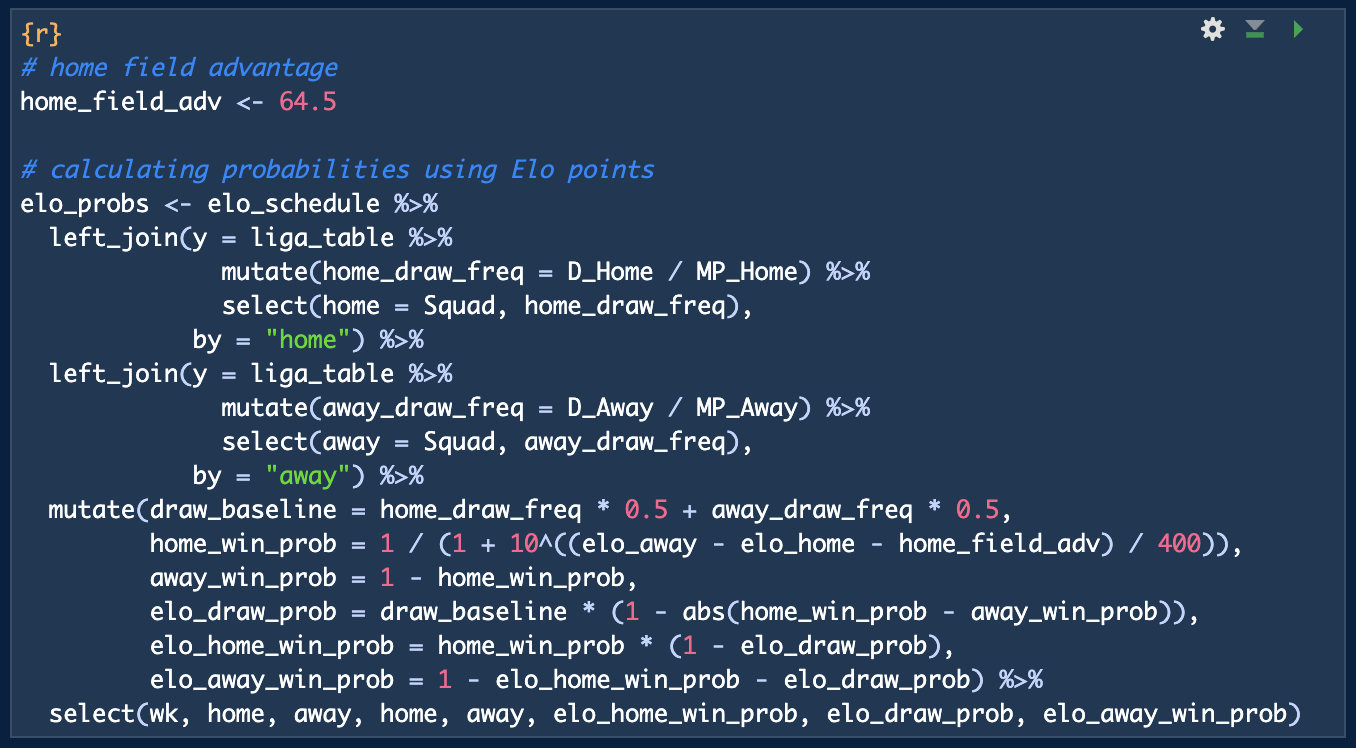 {r}
# home field advantage
home_field_adv <- 64.5

# calculating probabilities using Elo points
elo_probs <- elo_schedule %>%
  left_join(y = liga_table %>%
              mutate(home_draw_freq = D_Home / MP_Home) %>%
              select(home = Squad, home_draw_freq),
            by = "home") %>%
  left_join(y = liga_table %>%
              mutate(away_draw_freq = D_Away / MP_Away) %>%
              select(away = Squad, away_draw_freq),
            by = "away") %>%
  mutate(draw_baseline = home_draw_freq * 0.5 + away_draw_freq * 0.5,
         home_win_prob = 1 / (1 + 10^((elo_away - elo_home - home_field_adv) / 400)),
         away_win_prob = 1 - home_win_prob,
         elo_draw_prob = draw_baseline * (1 - abs(home_win_prob - away_win_prob)),
         elo_home_win_prob = home_win_prob * (1 - elo_draw_prob),
         elo_away_win_prob = 1 - elo_home_win_prob - elo_draw_prob) %>%
  select(wk, home, away, home, away, elo_home_win_prob, elo_draw_prob, elo_away_win_prob)